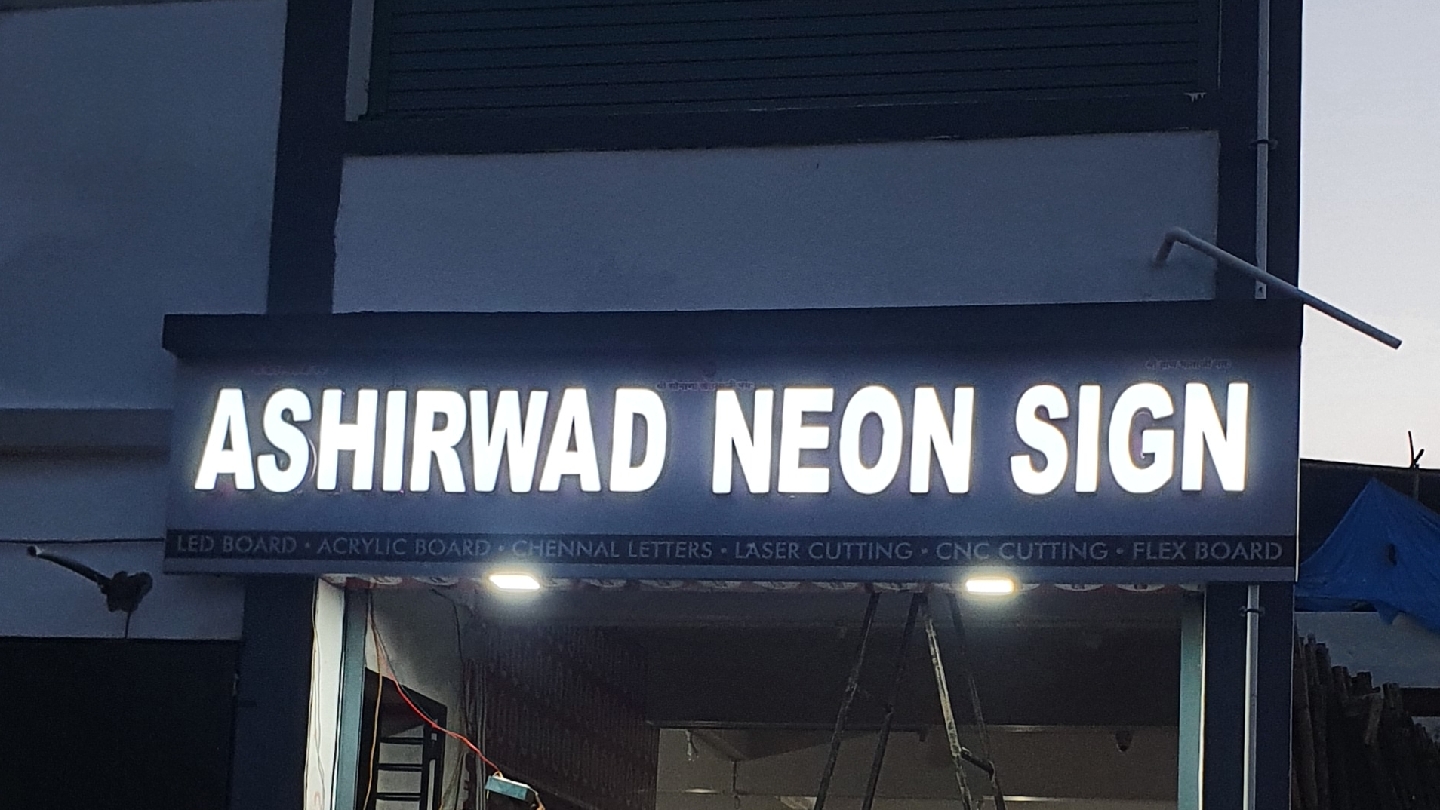 ASHIRWAD NEON SIGN
LED BOARD • ACRYLIC BOARD • CHENNAL LETTERS • LASER CUTTING • CNC CUTTING • FLEX BOARD